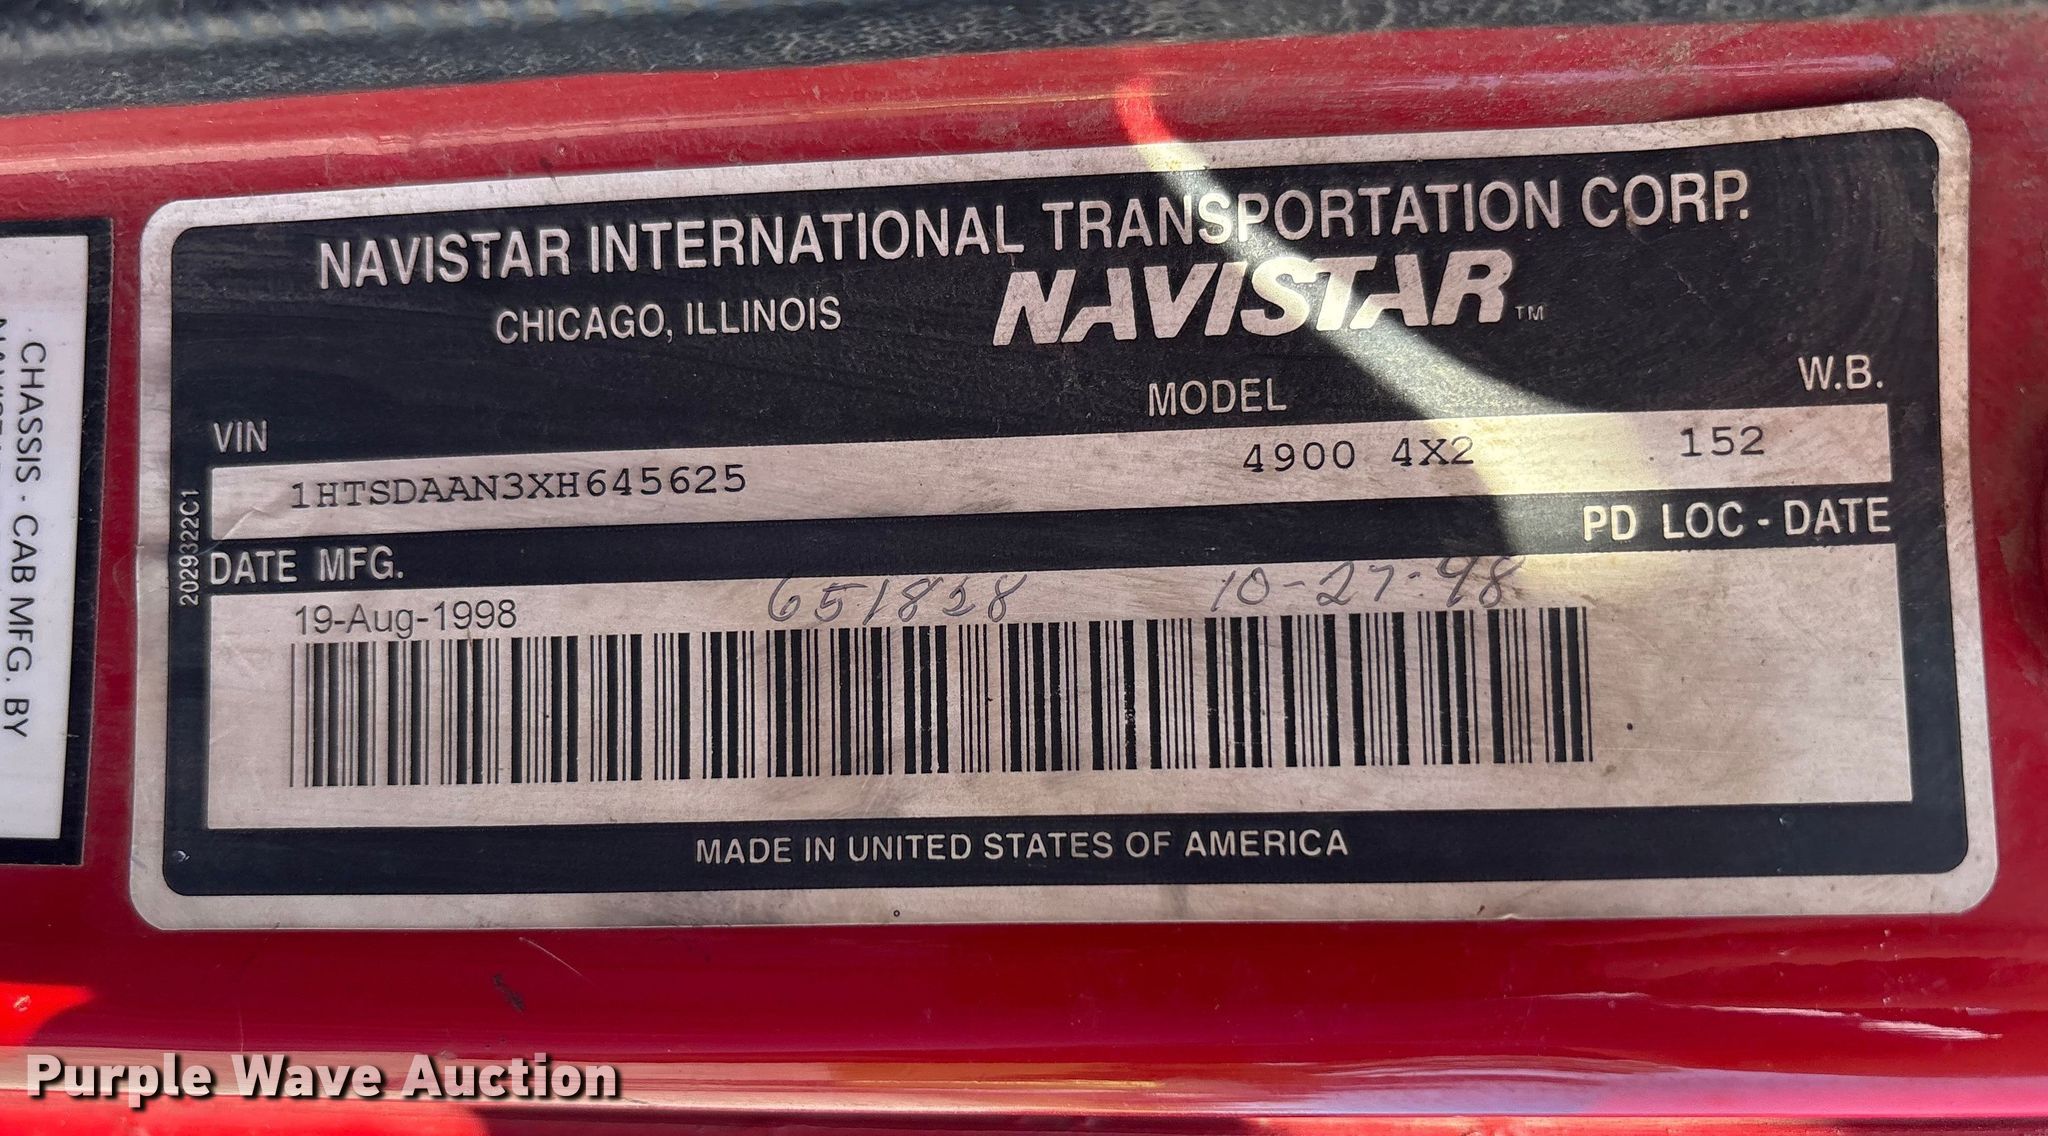 NAVISTAR INTERNATIONAL TRANSPORTATION CORP.
CHICAGO, ILLINOIS
NAVISTAR™
VIN MODEL W.B.
1HTSDAAN3XH645625 4900 4X2 152
DATE MFG. PD LOC - DATE
19-Aug-1998 651828 10-27-98
MADE IN UNITED STATES OF AMERICA
2029322C1
CHASSIS - CAB MFG. BY
Purple Wave Auction